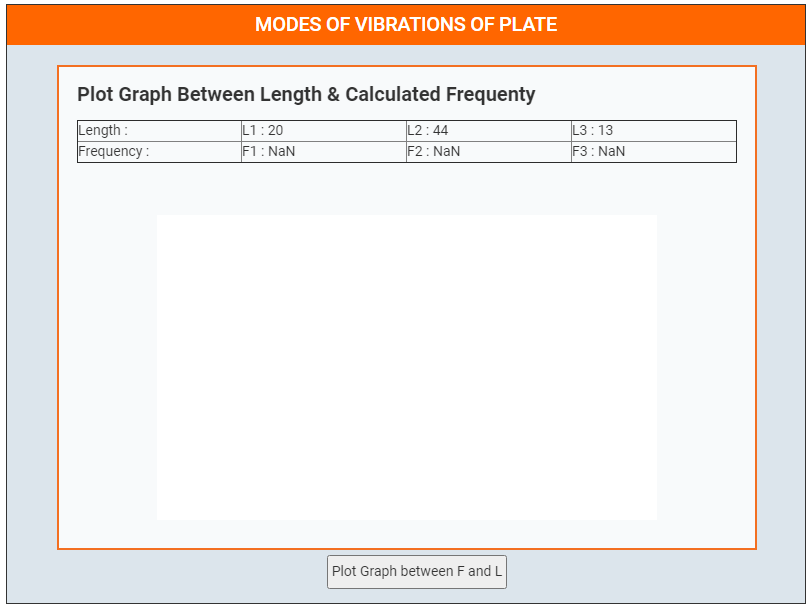 MODES OF VIBRATIONS OF PLATE
Plot Graph Between Length & Calculated Frequenty
Length : L1 : 20 L2 : 44 L3 : 13
Frequency : F1 : NaN F2 : NaN F3 : NaN
Plot Graph between F and L